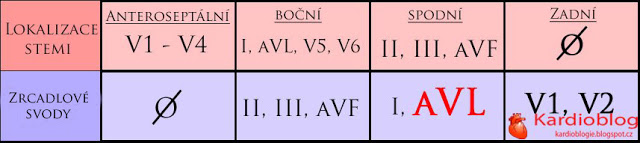 Lokalizace stemi
Anteroseptální
V1 - V4
boční
I, aVL, V5, V6
spodní
II, III, aVF
Zadní
Ø
Zrcadlové svody
Ø
II, III, aVF
I, aVL
V1, V2
Kardioblog
kardioblogie.blogspot.cz